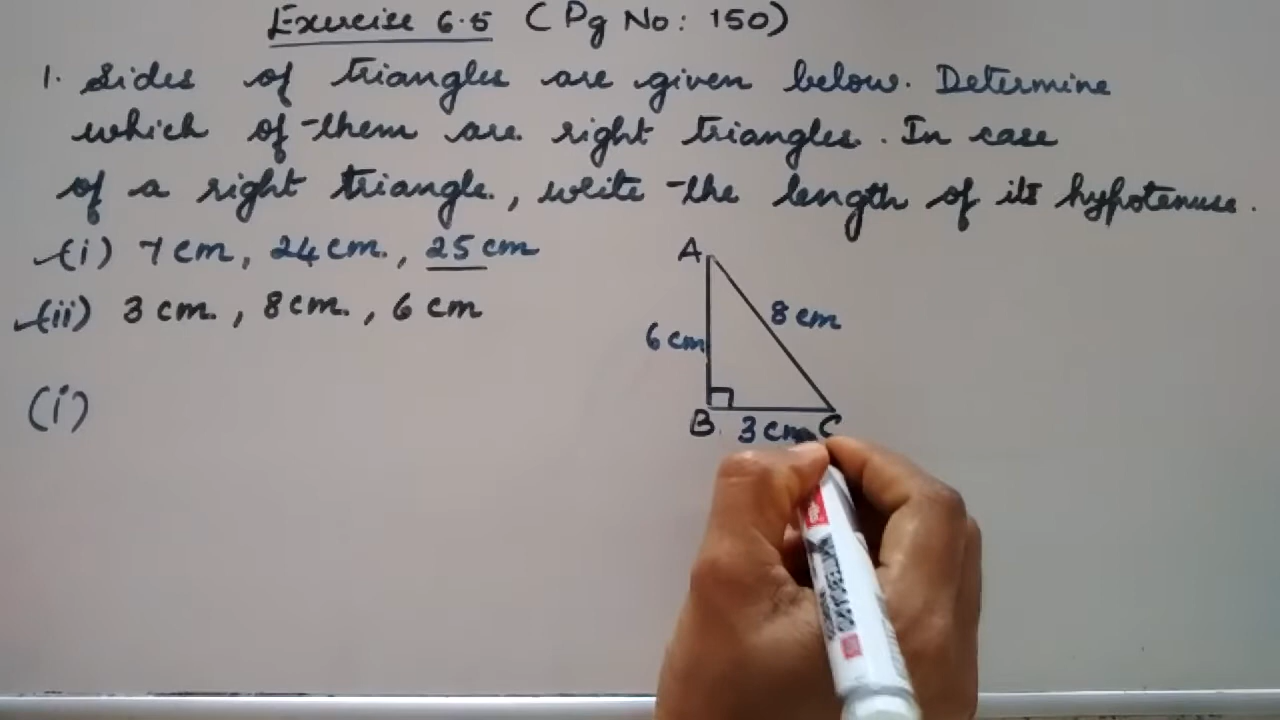 Exercise 6.5 (Pg No: 150)
1. Sides of triangles are given below. Determine
which of them are right triangles. In case
of a right triangle, write the length of its hypotenuse.
(i) 7 cm, 24 cm., 25 cm
(ii) 3 cm., 8 cm., 6 cm
A
6 cm
8 cm
B
3 cm
C
(i)